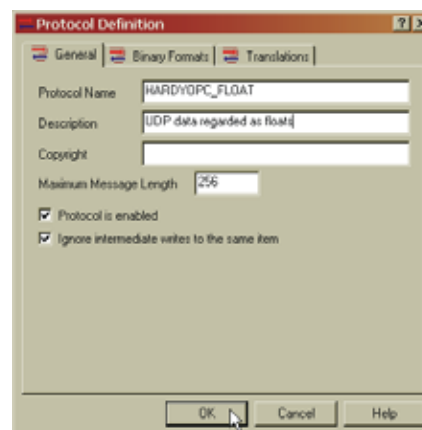 Protocol Definition
General Binary Formats Translations
Protocol Name HARDYOPC_FLOAT
Description UDP data regarded as floats
Copyright
Maximum Message Length 256
Protocol is enabled
Ignore intermediate writes to the same item
OK Cancel Help